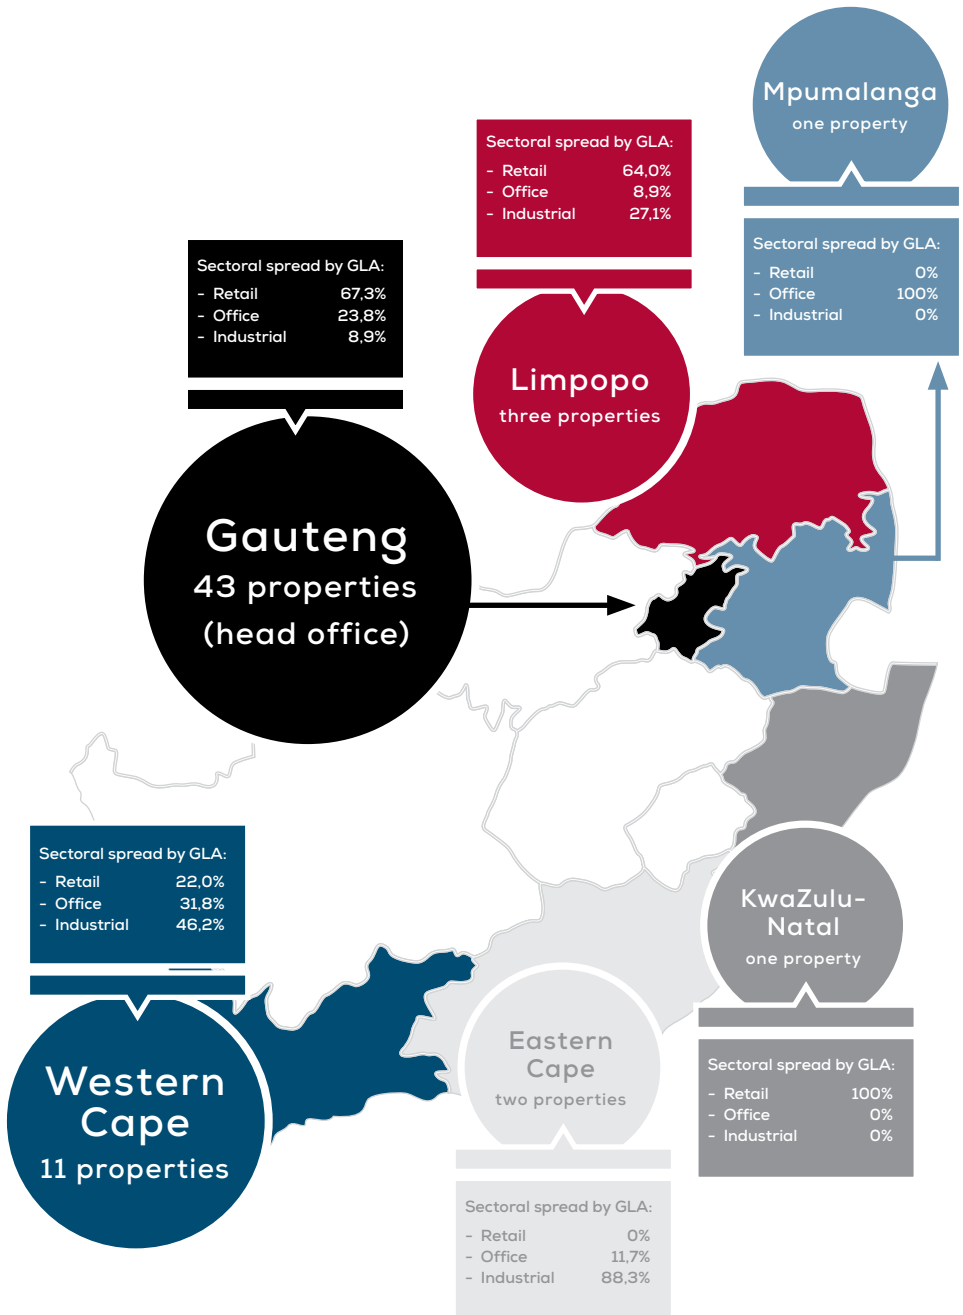 Mpumalanga
one property
Sectoral spread by GLA:
- Retail 0%
- Office 100%
- Industrial 0%
Sectoral spread by GLA:
- Retail 64,0%
- Office 8,9%
- Industrial 27,1%
Limpopo
three properties
Sectoral spread by GLA:
- Retail 67,3%
- Office 23,8%
- Industrial 8,9%
Gauteng
43 properties
(head office)
Sectoral spread by GLA:
- Retail 22,0%
- Office 31,8%
- Industrial 46,2%
Western
Cape
11 properties
Eastern
Cape
two properties
Sectoral spread by GLA:
- Retail 0%
- Office 11,7%
- Industrial 88,3%
KwaZulu-
Natal
one property
Sectoral spread by GLA:
- Retail 100%
- Office 0%
- Industrial 0%